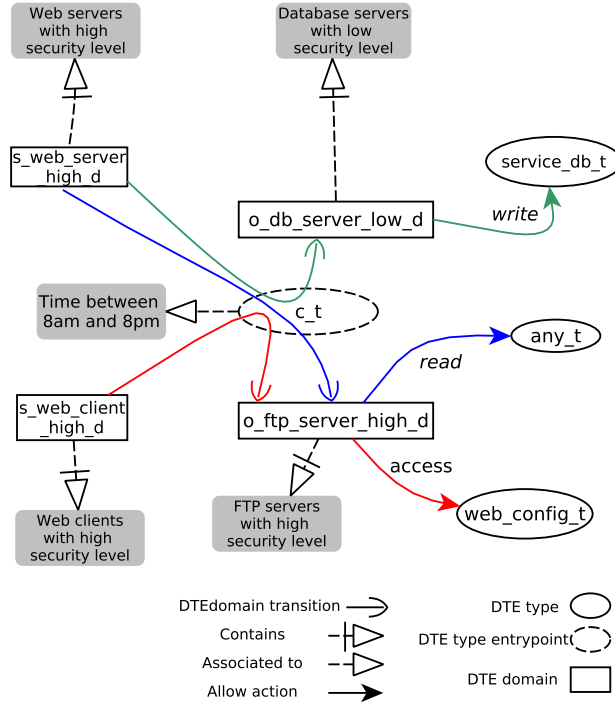 Web servers
with high
security level
Database servers
with low
security level
s_web_server
_high_d
service_db_t
o_db_server_low_d
write
Time between
8am and 8pm
c_t
any_t
read
s_web_client
_high_d
o_ftp_server_high_d
access
web_config_t
Web clients
with high
security level
FTP servers
with high
security level
DTEdomain transition
Contains
Associated to
Allow action
DTE type
DTE type entrypoint
DTE domain